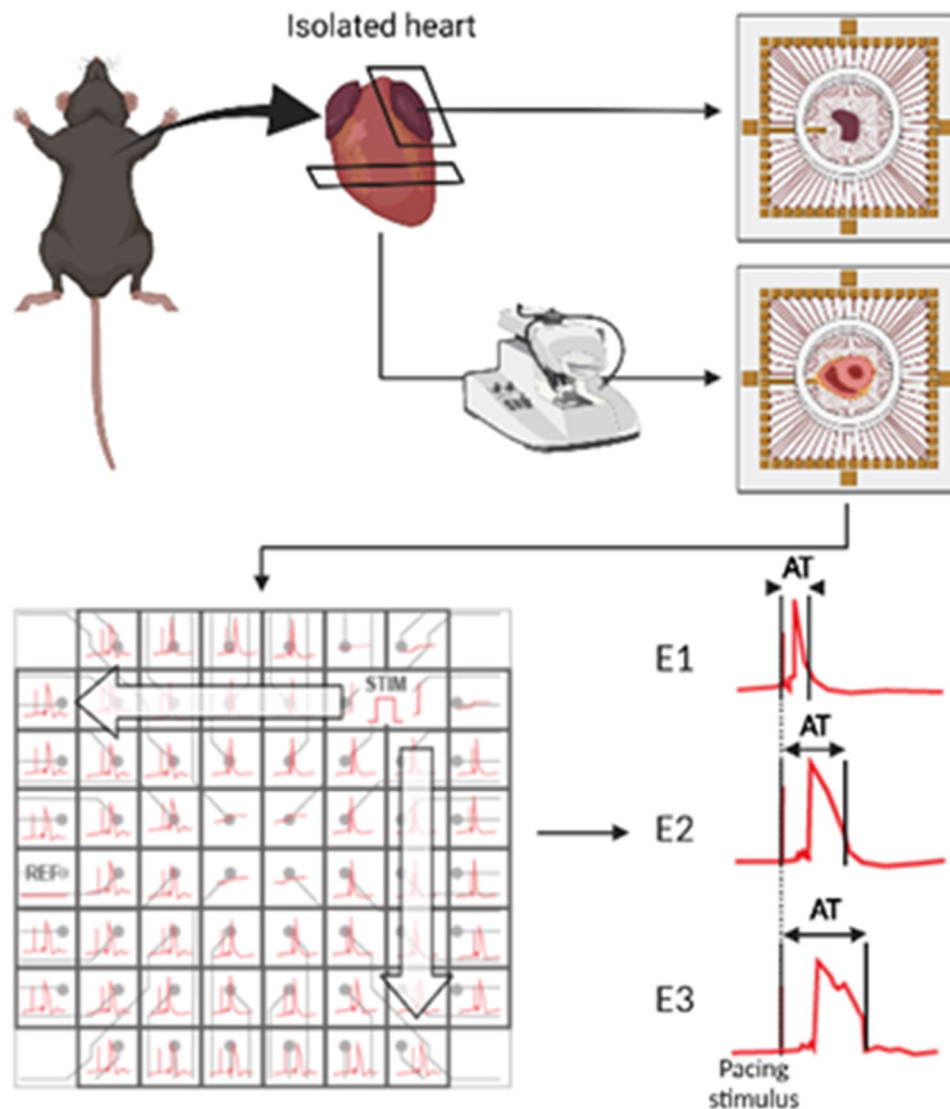 Isolated heart
AT
E1
STIM
AT
E2
REF
AT
E3
Pacing
stimulus